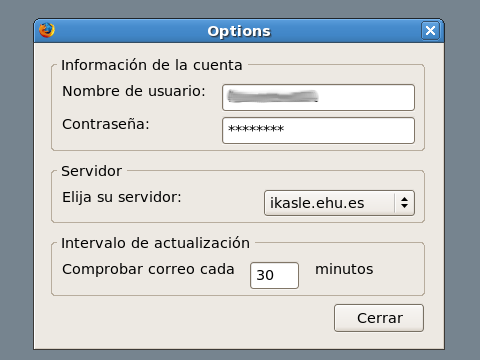 Options
Información de la cuenta
Nombre de usuario:
Contraseña: ********
Servidor
Elija su servidor: ikasle.ehu.es
Intervalo de actualización
Comprobar correo cada 30 minutos
Cerrar